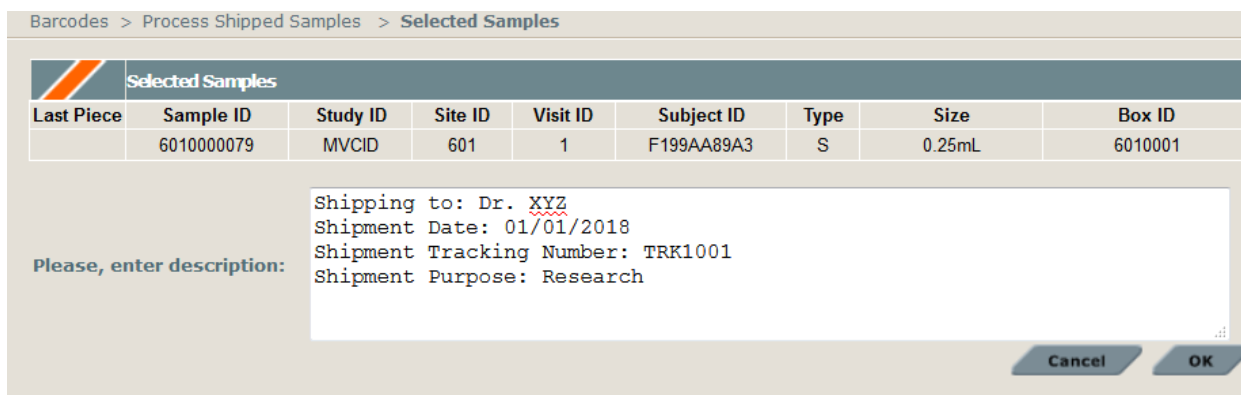 Barcodes > Process Shipped Samples > Selected Samples
Selected Samples
Last Piece Sample ID Study ID Site ID Visit ID Subject ID Type Size Box ID
6010000079 MVCID 601 1 F199AA89A3 S 0.25mL 6010001
Shipping to: Dr. XYZ
Shipment Date: 01/01/2018
Shipment Tracking Number: TRK1001
Shipment Purpose: Research
Please, enter description:
Cancel OK